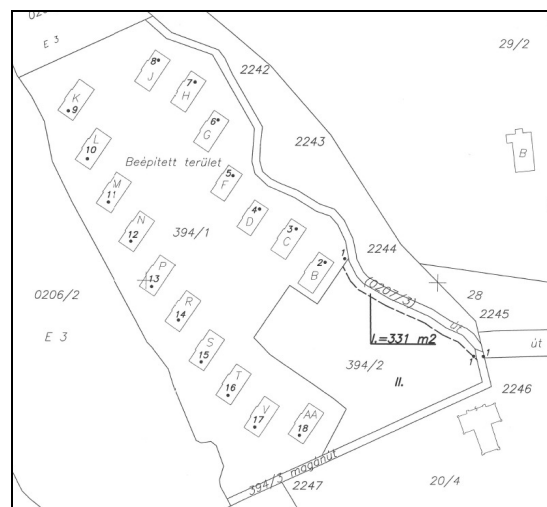 E 3
29/2
2242
8
J
7
H
K
9
6
G
2243
B
L
10
Beépített terület
5
F
M
11
4
D
3
C
N
12
394/1
2244
1
2
B
P
13
(0207/3)
28
0206/2
R
14
2245
út
út
E 3
S
15
I.=331 m2
394/2
1
1
II.
2246
T
16
V
17
AA
18
394/3 magánút
2247
20/4